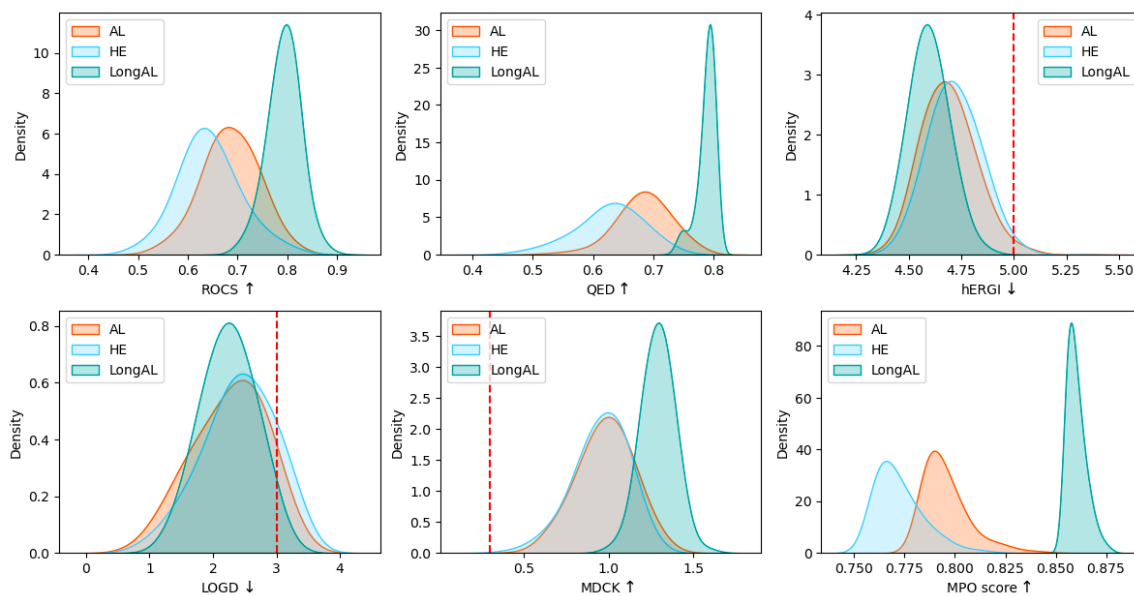 AL
HE
LongAL
Density
0
2
4
6
8
10
0.4 0.5 0.6 0.7 0.8 0.9
ROCS ↑
AL
HE
LongAL
Density
0
5
10
15
20
25
30
0.4 0.5 0.6 0.7 0.8
QED ↑
AL
HE
LongAL
Density
0
1
2
3
4
4.25 4.50 4.75 5.00 5.25 5.50
hERGI ↓
AL
HE
LongAL
Density
0.0
0.2
0.4
0.6
0.8
0 1 2 3 4
LOGD ↓
AL
HE
LongAL
Density
0.0
0.5
1.0
1.5
2.0
2.5
3.0
3.5
0.5 1.0 1.5
MDCK ↑
AL
HE
LongAL
Density
0
20
40
60
80
0.750 0.775 0.800 0.825 0.850 0.875
MPO score ↑